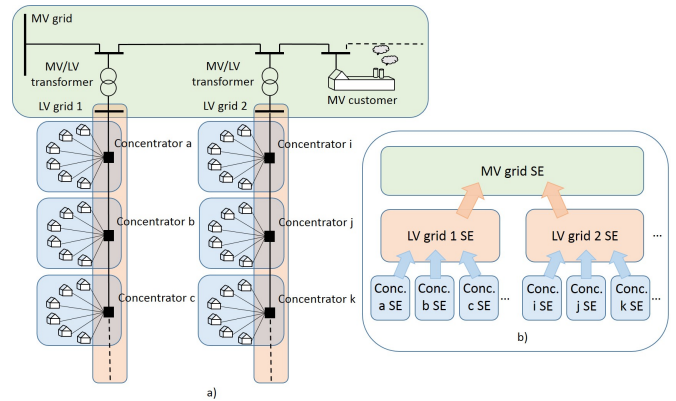 MV grid
MV/LV
transformer
MV/LV
transformer
MV customer
LV grid 1
LV grid 2
Concentrator a
Concentrator i
Concentrator b
Concentrator j
Concentrator c
Concentrator k
a)
MV grid SE
LV grid 1 SE
LV grid 2 SE
...
Conc.
a SE
Conc.
b SE
Conc.
c SE
...
Conc.
i SE
Conc.
j SE
Conc.
k SE
...
b)